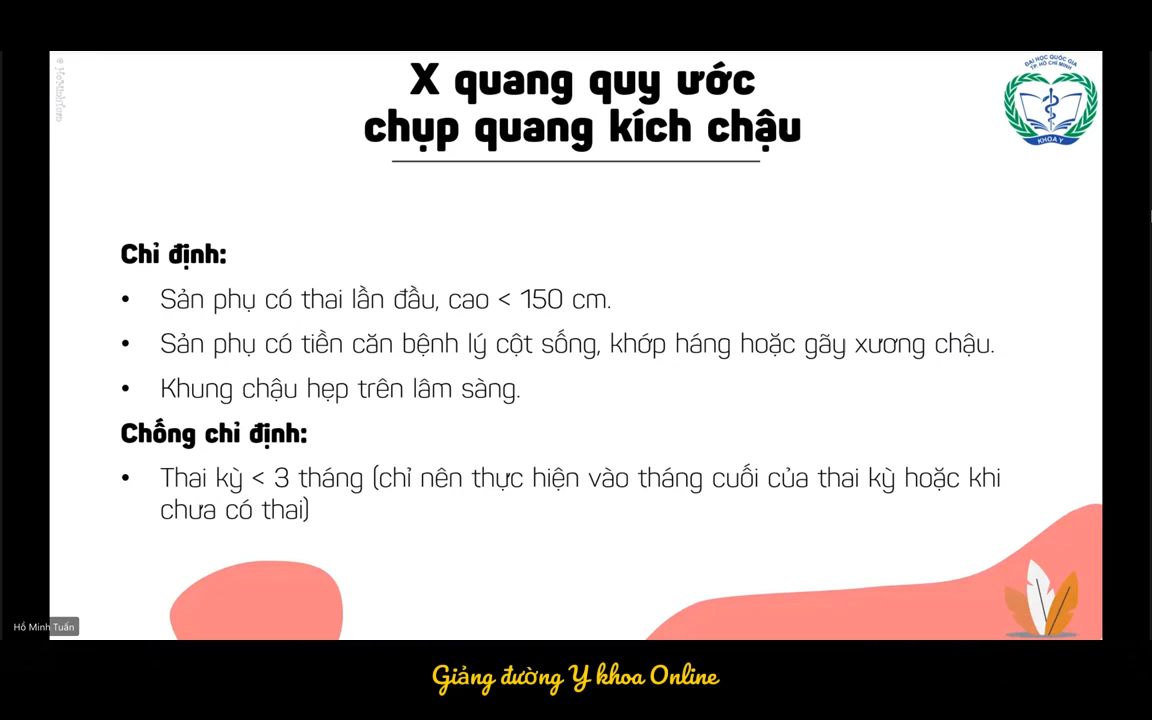 X quang quy ước
chụp quang kích chậu
ĐẠI HỌC QUỐC GIA
TP. HỒ CHÍ MINH
KHOA Y
Chỉ định:
• Sản phụ có thai lần đầu, cao < 150 cm.
• Sản phụ có tiền căn bệnh lý cột sống, khớp háng hoặc gãy xương chậu.
• Khung chậu hẹp trên lâm sàng.
Chống chỉ định:
• Thai kỳ < 3 tháng (chỉ nên thực hiện vào tháng cuối của thai kỳ hoặc khi
chưa có thai)
Hồ Minh Tuấn
Giảng đường Y khoa Online